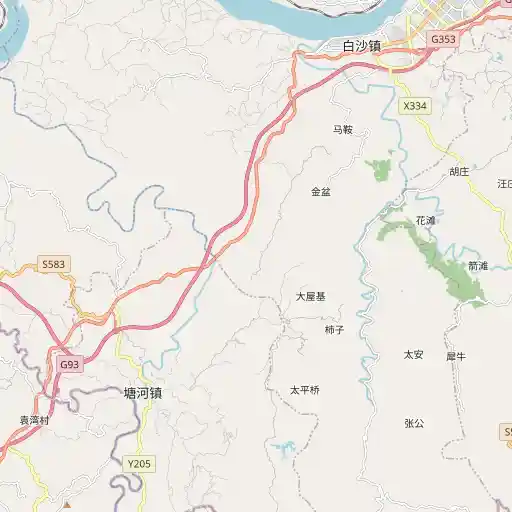 白沙镇
G353
X334
马鞍
胡庄
金盆
汪庄
花滩
箭滩
S583
大屋基
柿子
太安
犀牛
G93
塘河镇
太平桥
袁湾村
张公
Y205